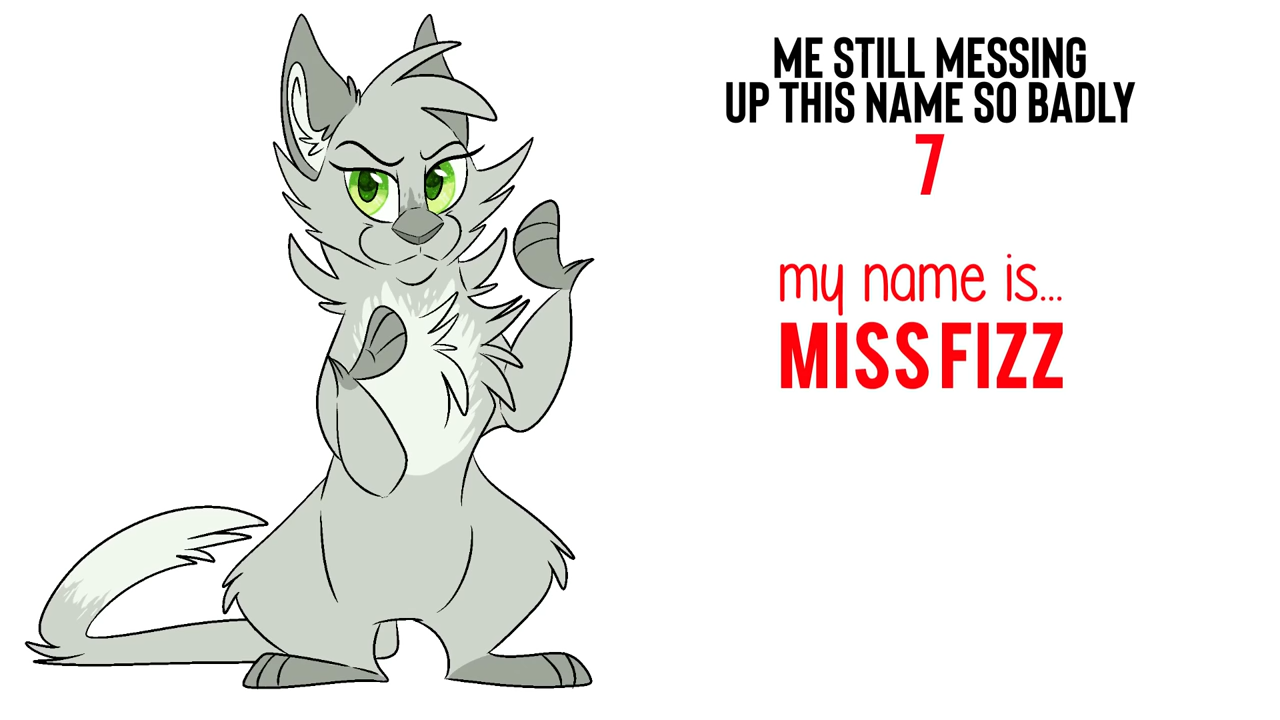 ME STILL MESSING
UP THIS NAME SO BADLY
7
my name is...
MISS FIZZ